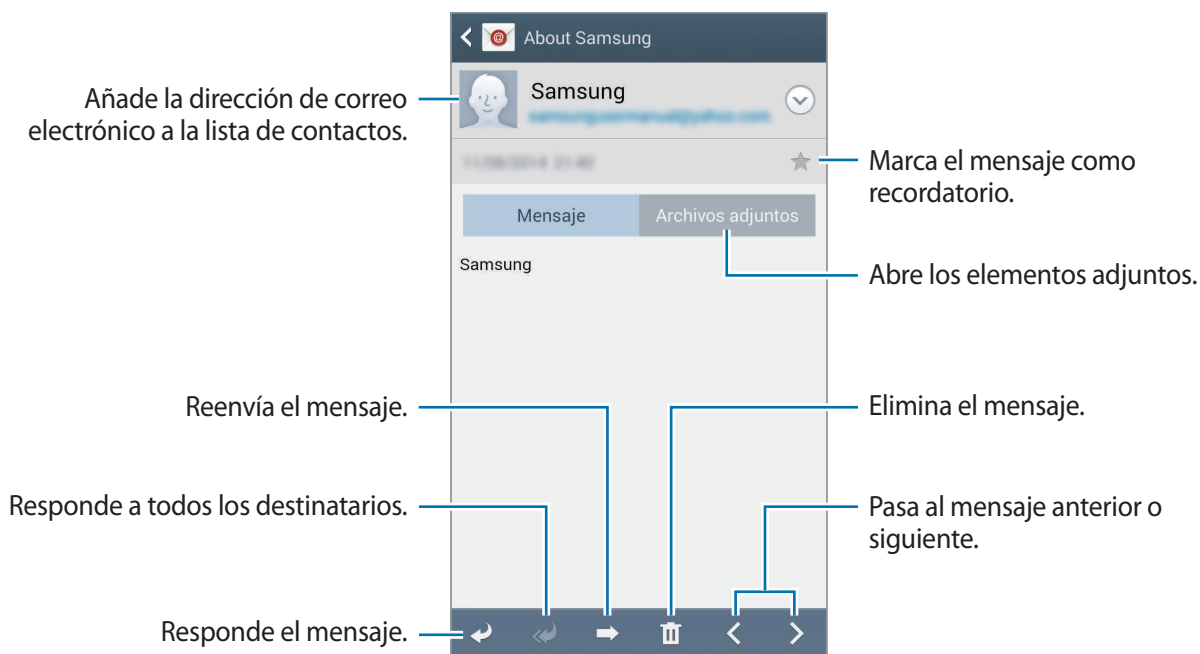 About Samsung
Añade la dirección de correo
electrónico a la lista de contactos.
Samsung
Marca el mensaje como
recordatorio.
Mensaje
Archivos adjuntos
Samsung
Abre los elementos adjuntos.
Reenvía el mensaje.
Elimina el mensaje.
Responde a todos los destinatarios.
Pasa al mensaje anterior o
siguiente.
Responde el mensaje.